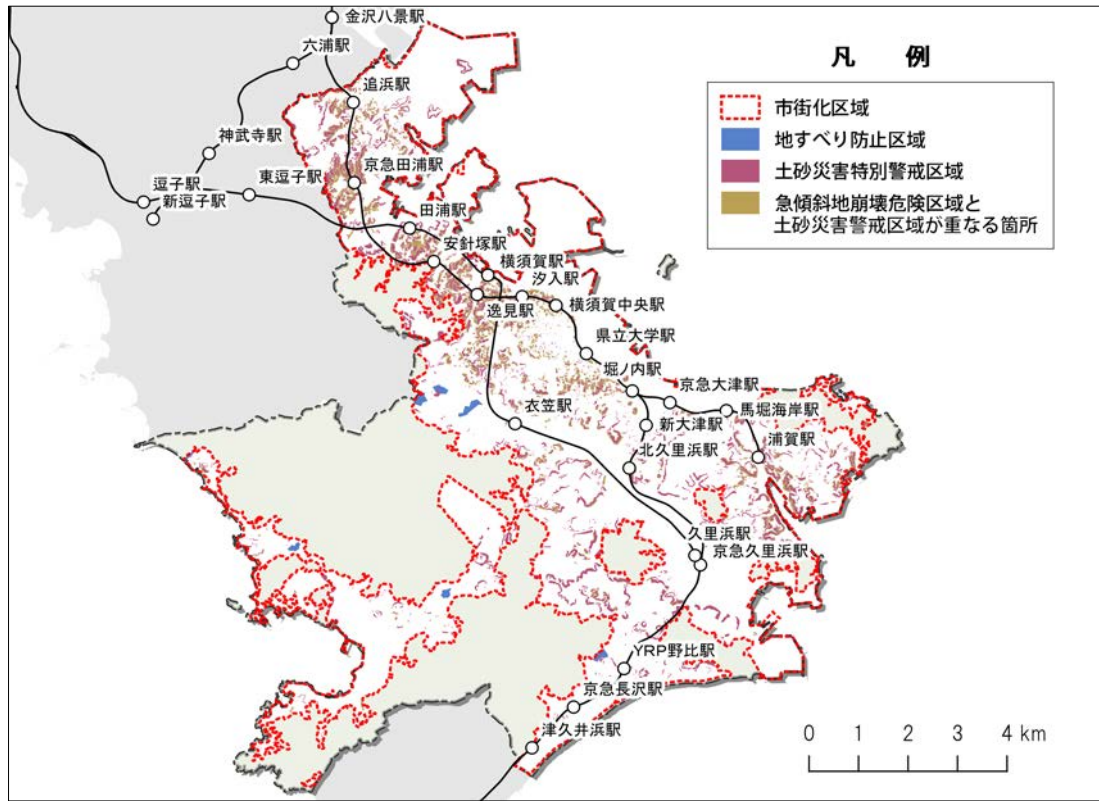 金沢八景駅
六浦駅
追浜駅
神武寺駅
京急田浦駅
東逗子駅
逗子駅
新逗子駅
田浦駅
安針塚駅
横須賀駅
汐入駅
逸見駅
横須賀中央駅
県立大学駅
堀ノ内駅
京急大津駅
馬堀海岸駅
衣笠駅
新大津駅
浦賀駅
北久里浜駅
久里浜駅
京急久里浜駅
YRP野比駅
京急長沢駅
津久井浜駅
凡 例
市街化区域
地すべり防止区域
土砂災害特別警戒区域
急傾斜地崩壊危険区域と
土砂災害警戒区域が重なる箇所
0 1 2 3 4 km